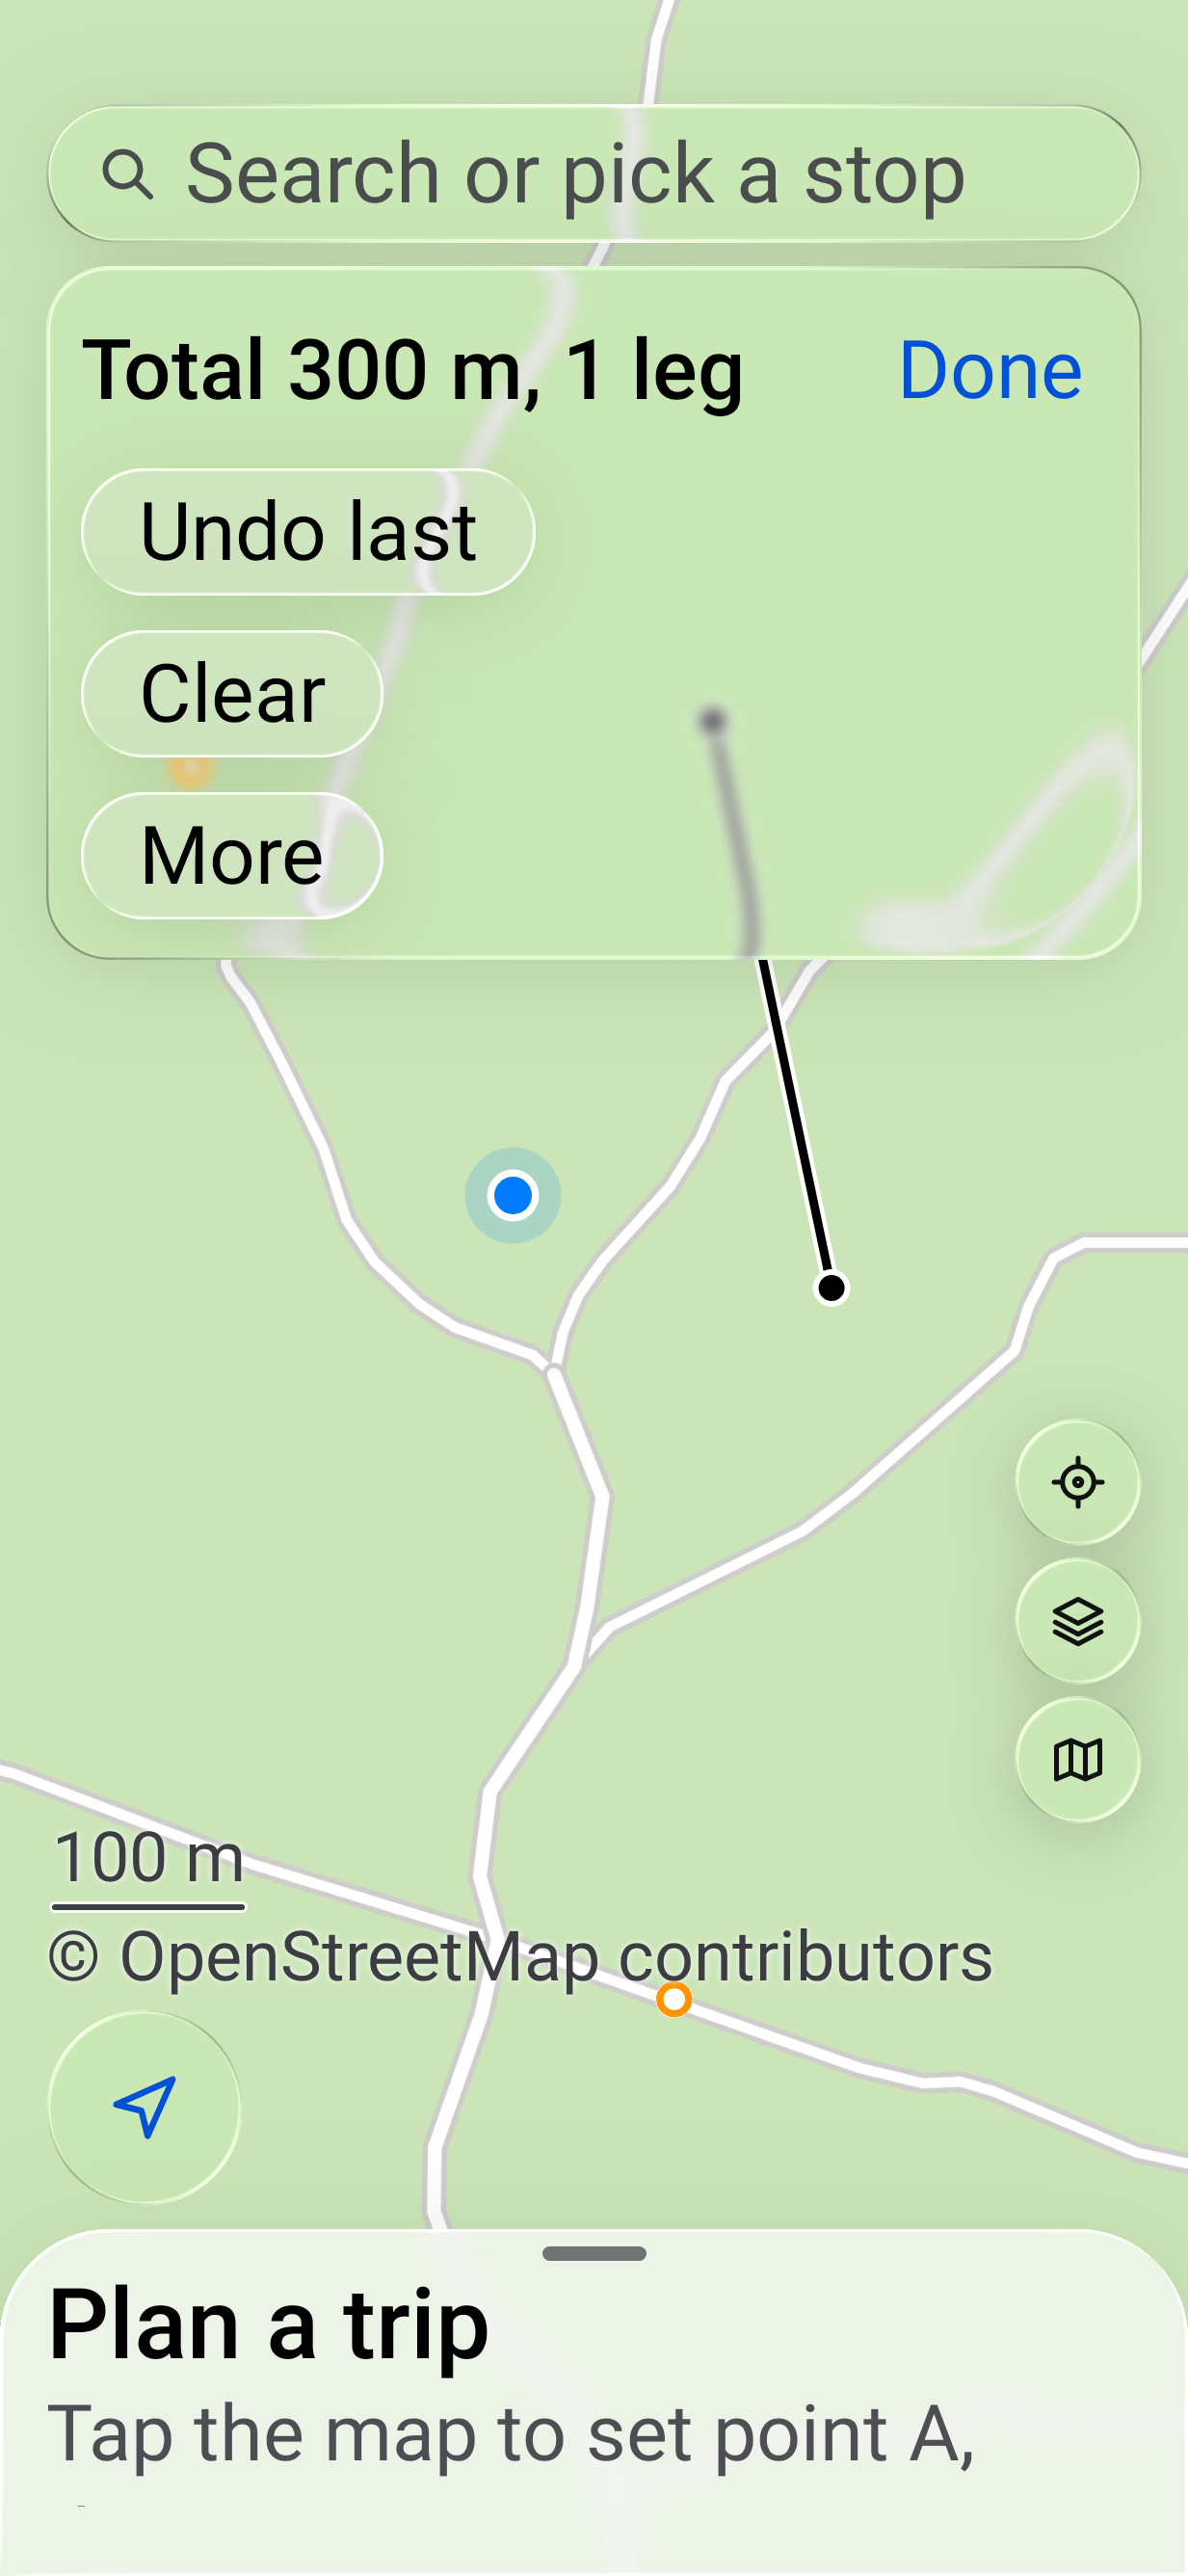 Search or pick a stop
Total 300 m, 1 leg
Done
Undo last
Clear
More
100 m
© OpenStreetMap contributors
Plan a trip
Tap the map to set point A,